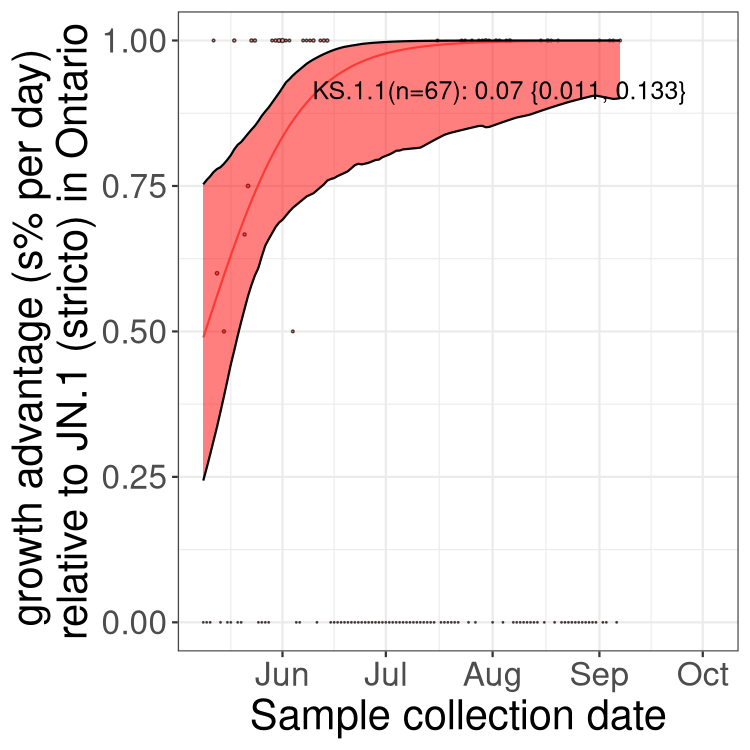 growth advantage (s% per day)
relative to JN.1 (stricto) in Ontario
1.00
0.75
0.50
0.25
0.00
KS.1.1(n=67): 0.07 {0.011, 0.133}
Jun Jul Aug Sep Oct
Sample collection date